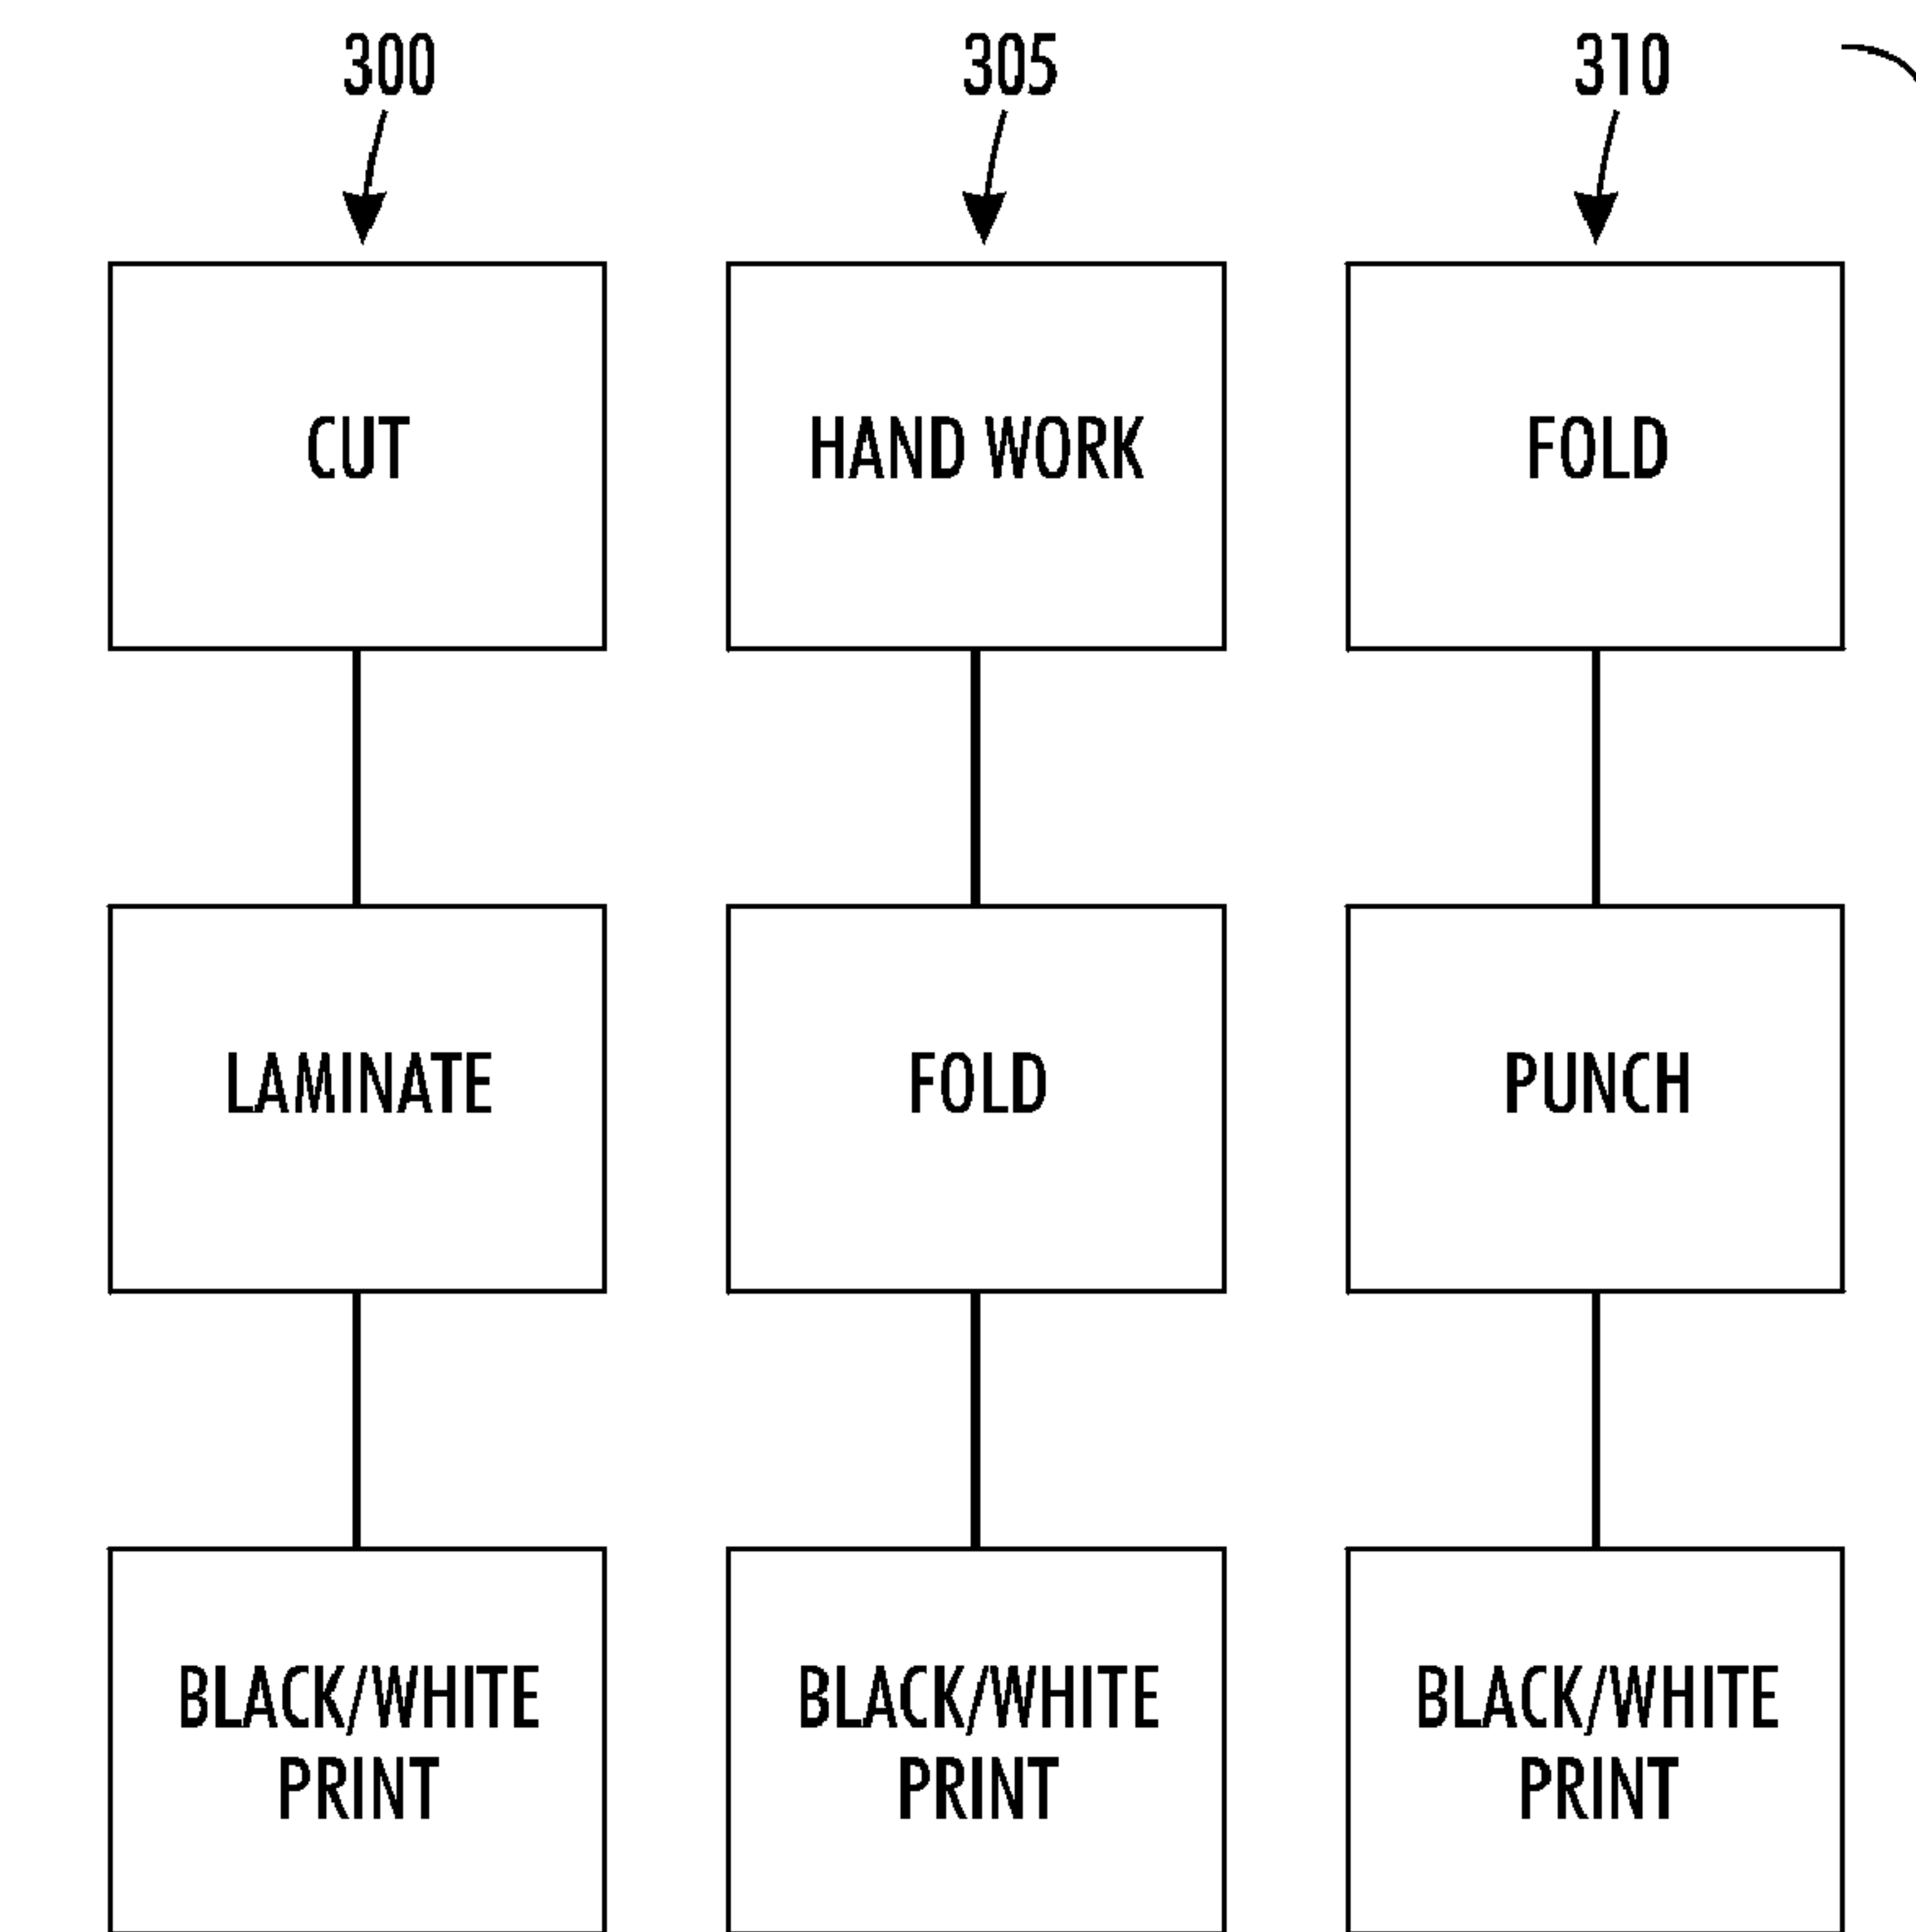 300
305
310
CUT
HAND WORK
FOLD
LAMINATE
FOLD
PUNCH
BLACK/WHITE
PRINT
BLACK/WHITE
PRINT
BLACK/WHITE
PRINT